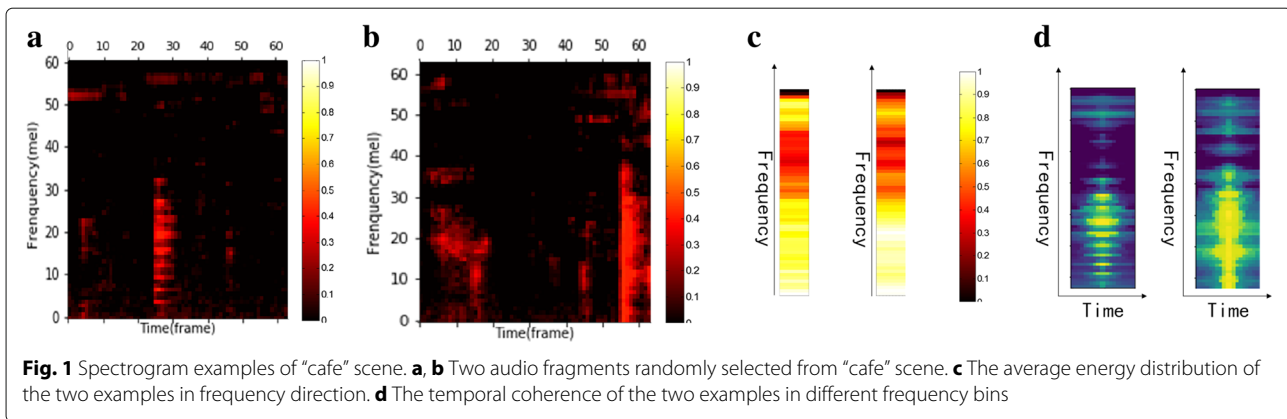 a
b
c
d
0 10 20 30 40 50 60
0 10 20 30 40 50 60
60
50
40
30
20
10
0
Frenquency(mel)
Time(frame)
1
0.9
0.8
0.7
0.6
0.5
0.4
0.3
0.2
0.1
0
60
50
40
30
20
10
0
Frenquency(mel)
Time(frame)
1
0.9
0.8
0.7
0.6
0.5
0.4
0.3
0.2
0.1
0
Frequency
Frequency
1
0.9
0.8
0.7
0.6
0.5
0.4
0.3
0.2
0.1
0
Frequency
Time
Frequency
Time
Fig. 1 Spectrogram examples of “cafe” scene. a, b Two audio fragments randomly selected from “cafe” scene. c The average energy distribution of
the two examples in frequency direction. d The temporal coherence of the two examples in different frequency bins